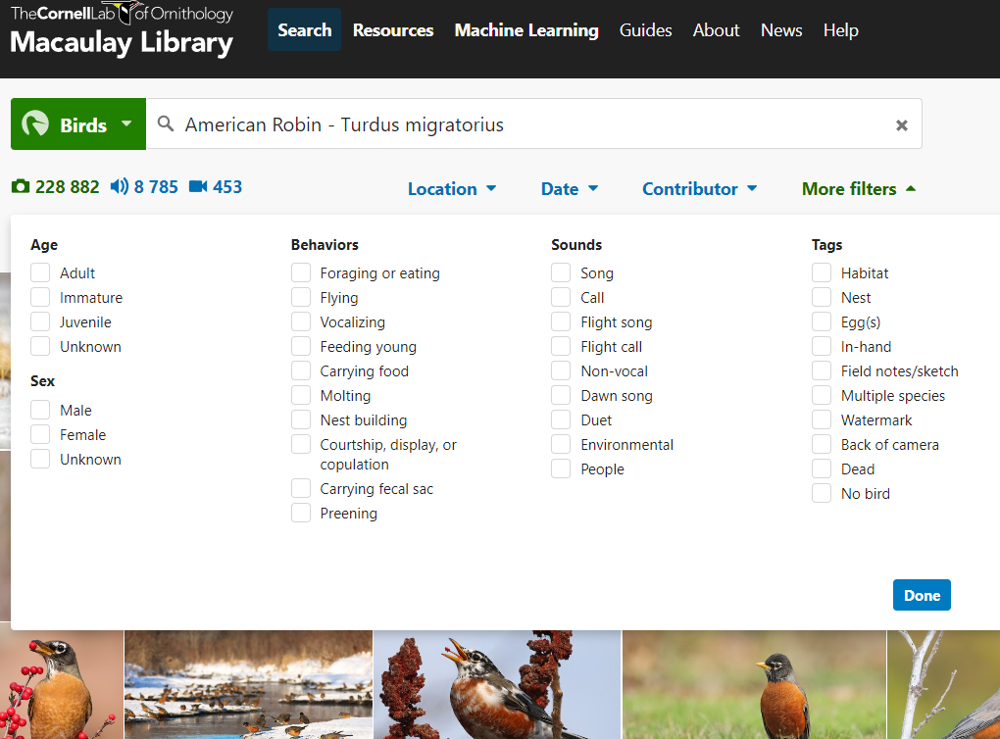 TheCornellLab of Ornithology
Macaulay Library
Search Resources Machine Learning Guides About News Help
Birds American Robin - Turdus migratorius
228 882 8 785 453 Location Date Contributor More filters
Age
Adult
Immature
Juvenile
Unknown
Sex
Male
Female
Unknown
Behaviors
Foraging or eating
Flying
Vocalizing
Feeding young
Carrying food
Molting
Nest building
Courtship, display, or
copulation
Carrying fecal sac
Preening
Sounds
Song
Call
Flight song
Flight call
Non-vocal
Dawn song
Duet
Environmental
People
Tags
Habitat
Nest
Egg(s)
In-hand
Field notes/sketch
Multiple species
Watermark
Back of camera
Dead
No bird
Done